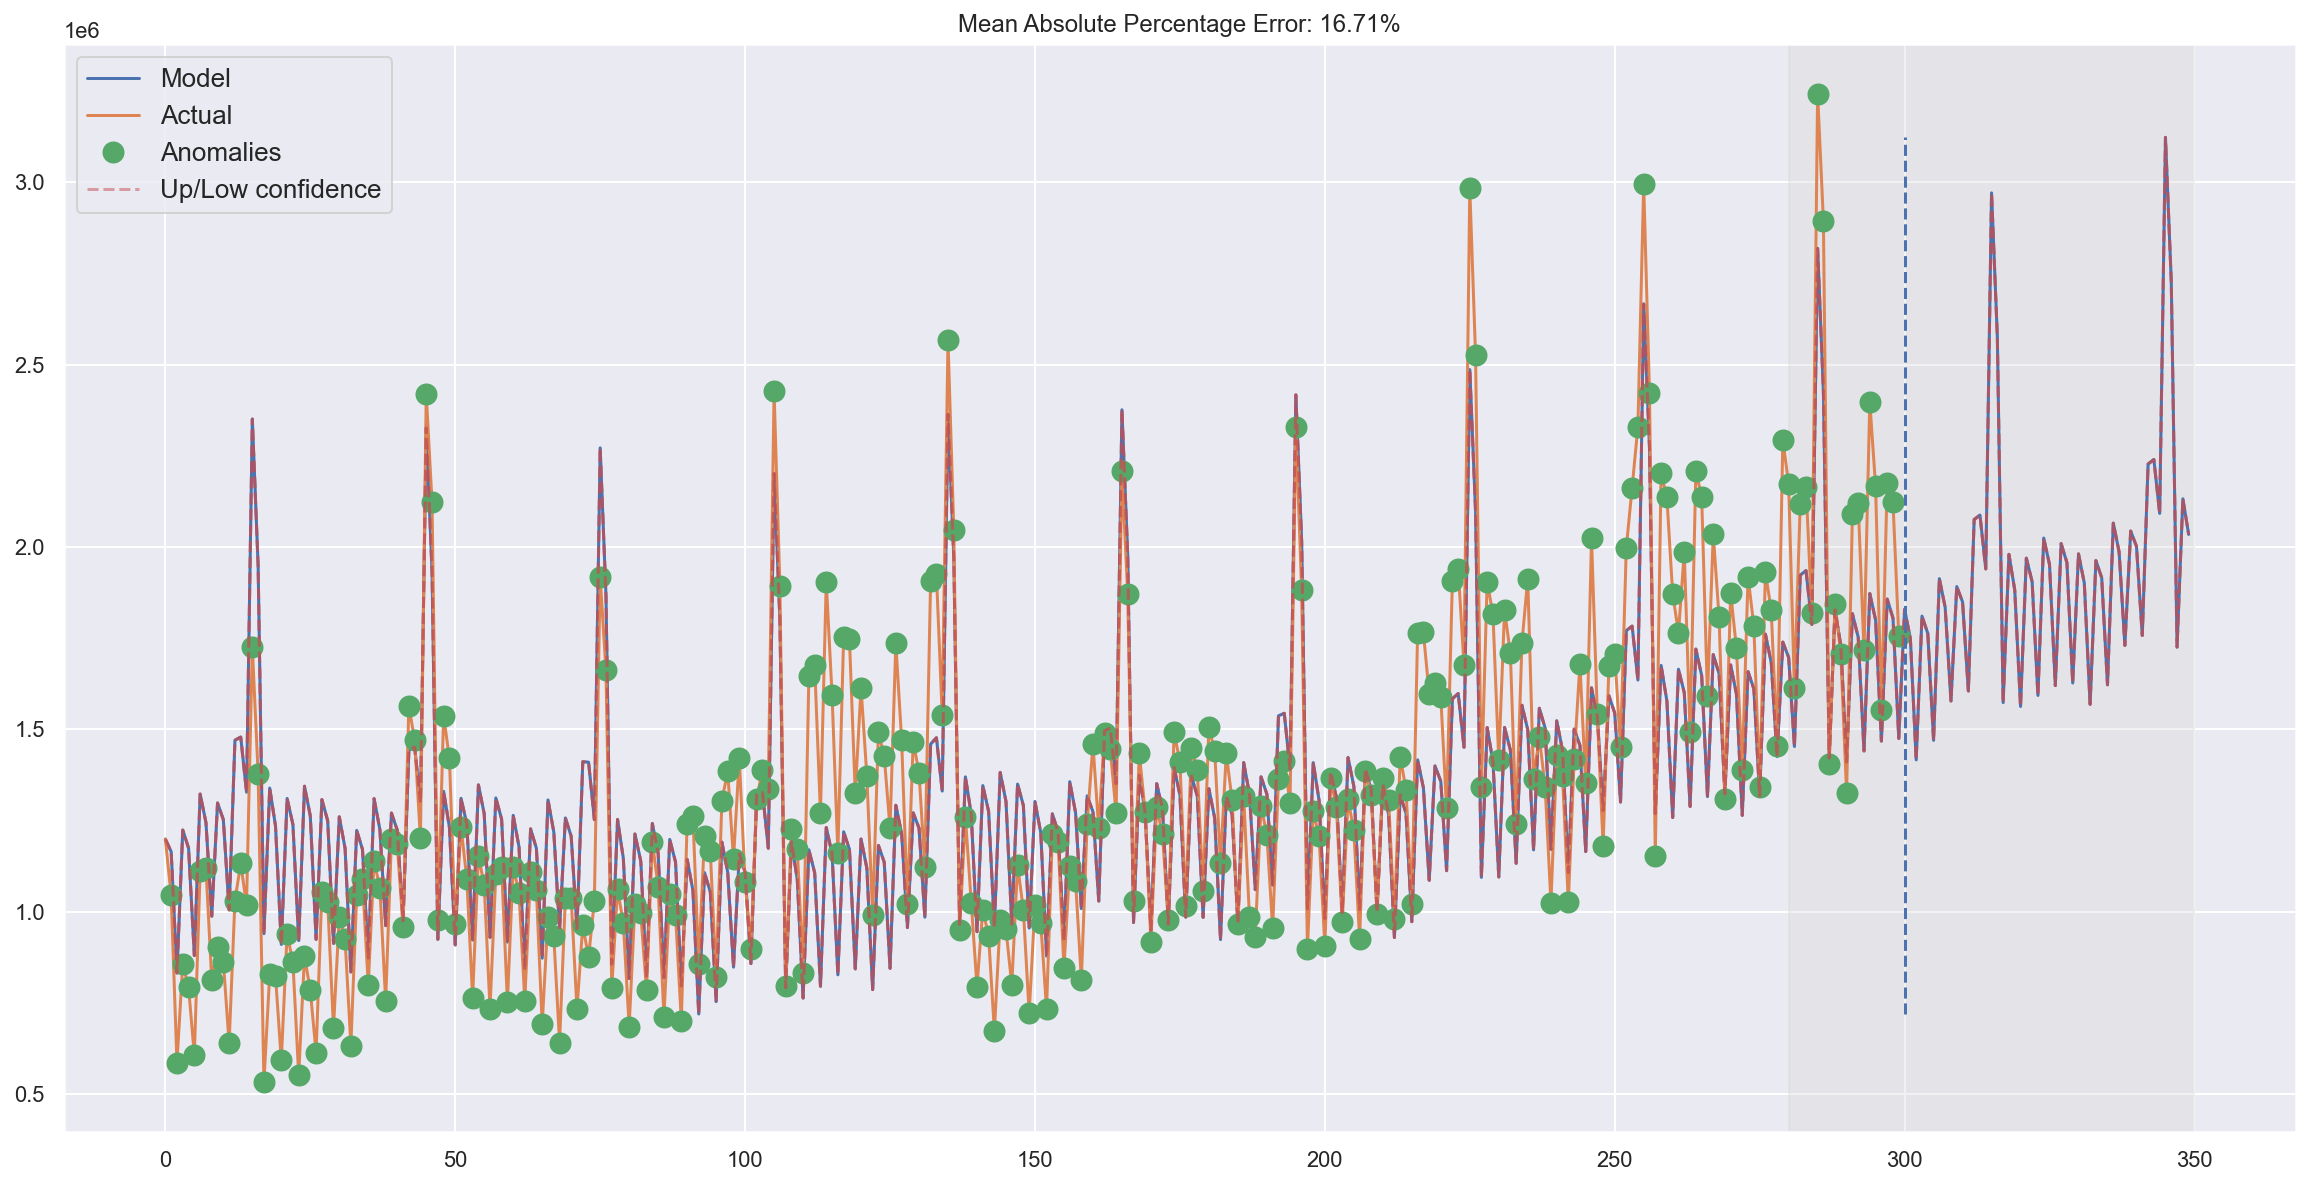 Mean Absolute Percentage Error: 16.71%
1e6
Model
Actual
Anomalies
Up/Low confidence
3.0
2.5
2.0
1.5
1.0
0.5
0 50 100 150 200 250 300 350